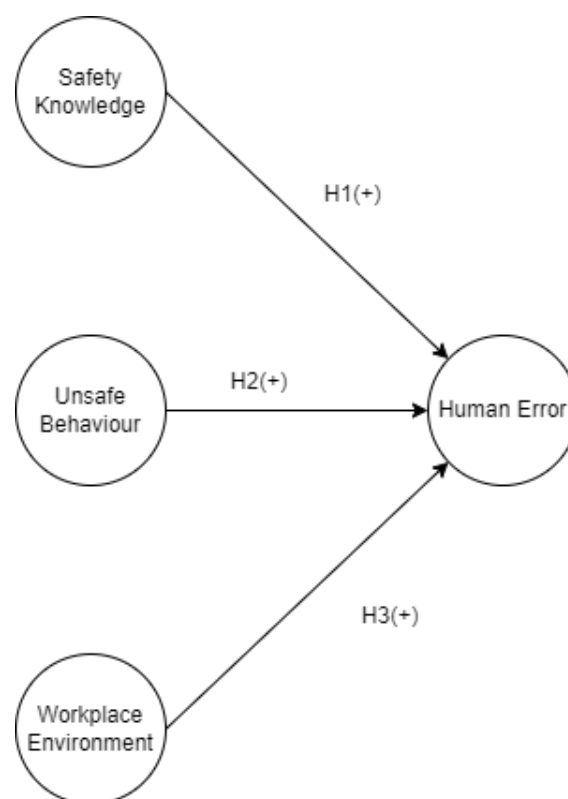 Safety
Knowledge
H1(+)
Unsafe
Behaviour
H2(+)
Human Error
H3(+)
Workplace
Environment